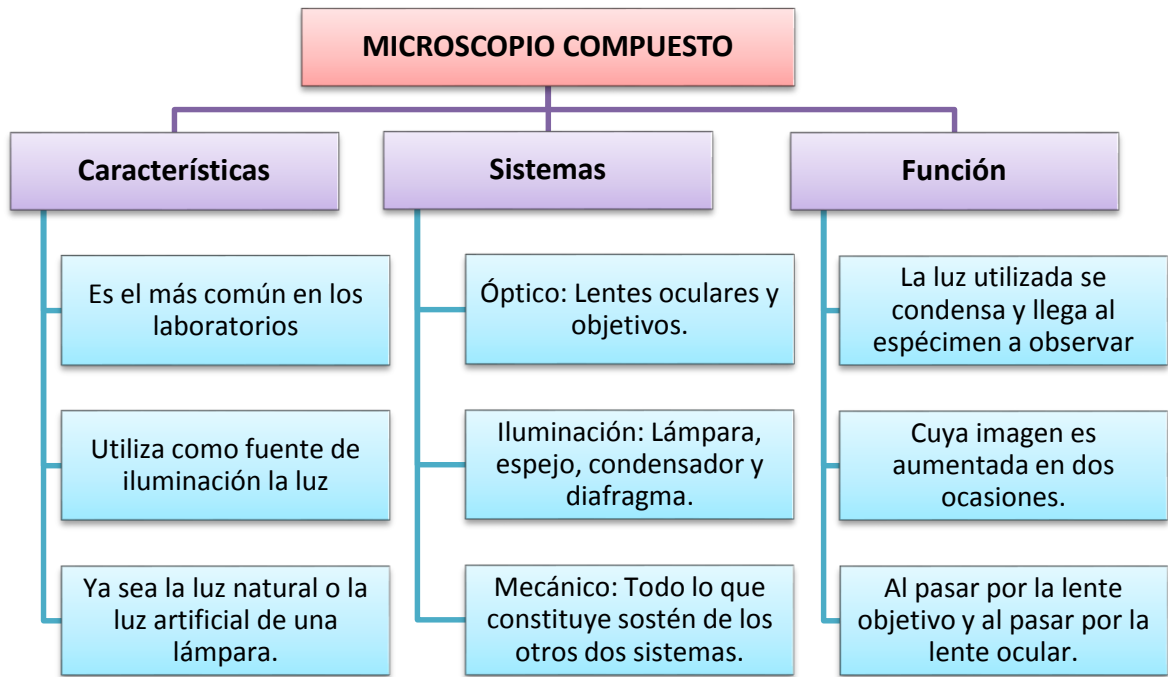 MICROSCOPIO COMPUESTO
Características
Es el más común en los
laboratorios
Utiliza como fuente de
iluminación la luz
Ya sea la luz natural o la
luz artificial de una
lámpara.
Sistemas
Óptico: Lentes oculares y
objetivos.
Iluminación: Lámpara,
espejo, condensador y
diafragma.
Mecánico: Todo lo que
constituye sostén de los
otros dos sistemas.
Función
La luz utilizada se
condensa y llega al
espécimen a observar
Cuya imagen es
aumentada en dos
ocasiones.
Al pasar por la lente
objetivo y al pasar por la
lente ocular.